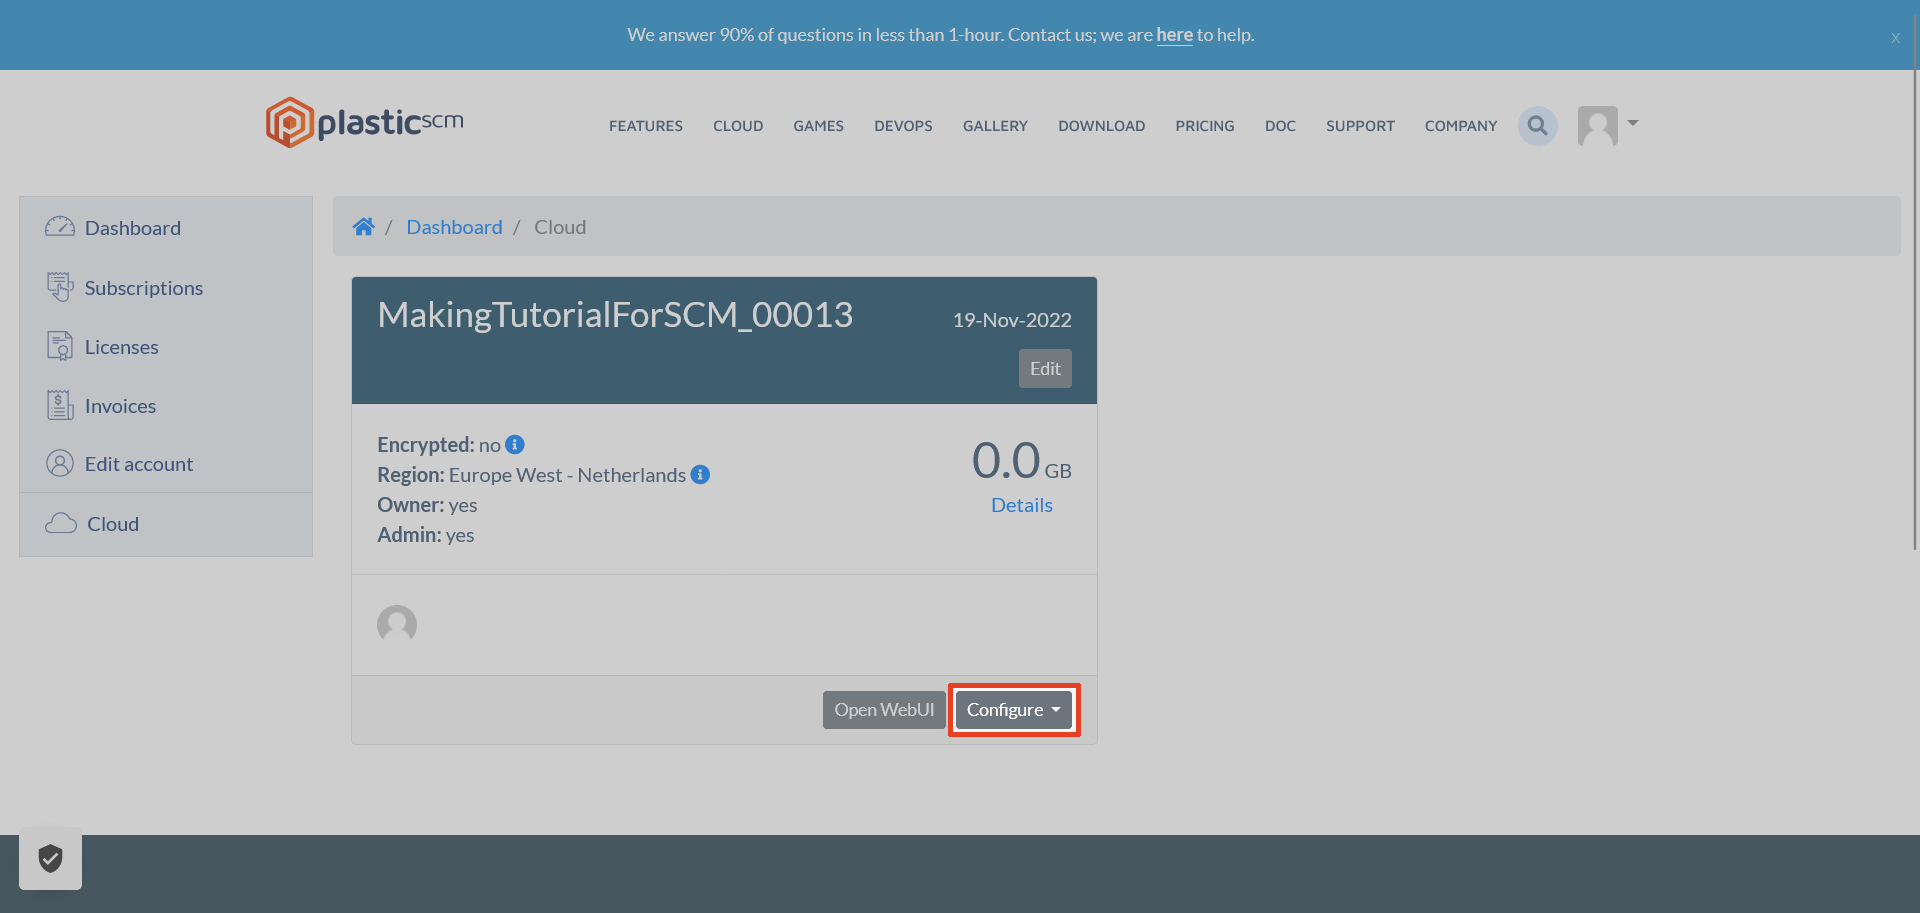 We answer 90% of questions in less than 1-hour. Contact us; we are here to help.
x
plasticscm
FEATURES CLOUD GAMES DEVOPS GALLERY DOWNLOAD PRICING DOC SUPPORT COMPANY
Dashboard
Subscriptions
Licenses
Invoices
Edit account
Cloud
/ Dashboard / Cloud
MakingTutorialForSCM_00013
19-Nov-2022
Edit
Encrypted: no
Region: Europe West - Netherlands
Owner: yes
Admin: yes
0.0 GB
Details
Open WebUI
Configure